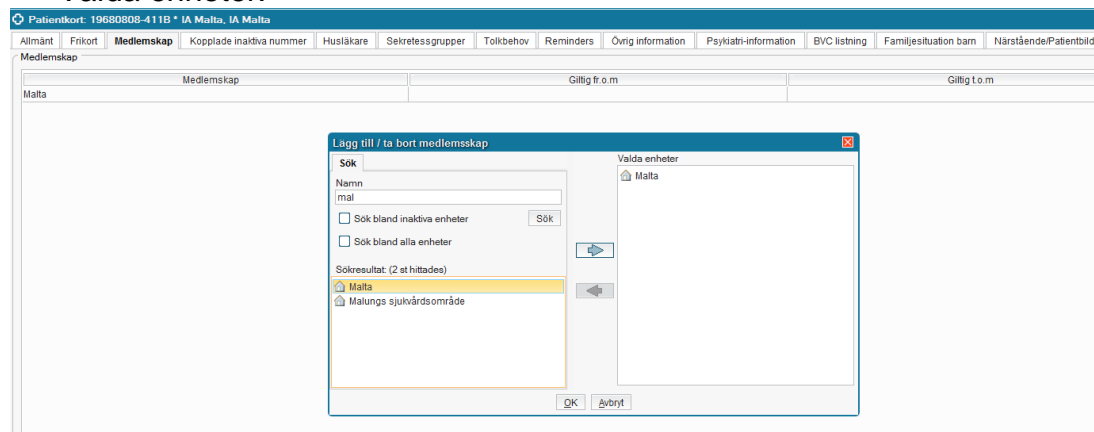 Valda enheter.
Patientkort: 19680808-411B * IA Malta, IA Malta
Allmänt Frikort Medlemskap Kopplade inaktiva nummer Husläkare Sekretessgrupper Tolkbehov Reminders Övrig information Psykiatri-information BVC listning Familjesituation barn Närstående/Patientbild
Medlemskap
Medlemskap Giltig fr.o.m Giltig t.o.m
Malta
Lägg till / ta bort medlemsskap
Sök
Valda enheter
Malta
Namn
mal
Sök bland inaktiva enheter Sök
Sök bland alla enheter
Sökresultat: (2 st hittades)
Malta
Malungs sjukvårdsområde
OK Avbryt